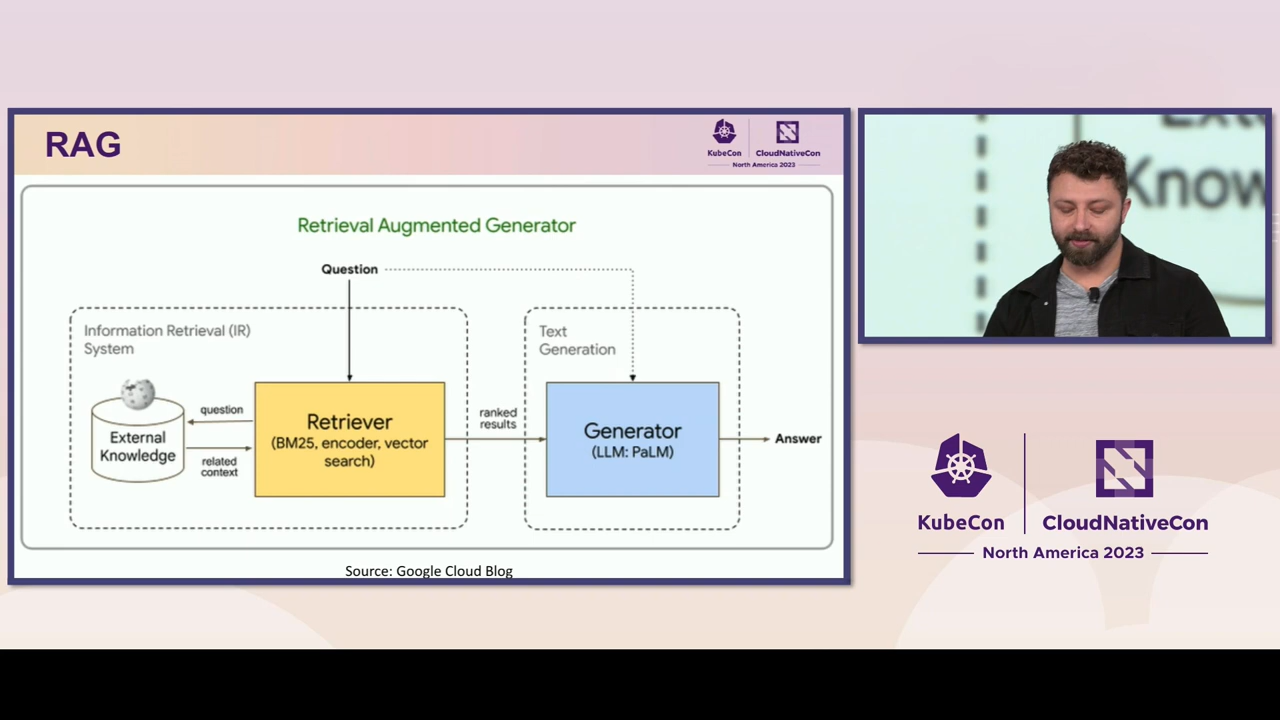 RAG
KubeCon
CloudNativeCon
North America 2023
Retrieval Augmented Generator
Question
Information Retrieval (IR)
System
Text
Generation
External
Knowledge
question
related
context
Retriever
(BM25, encoder, vector
search)
ranked
results
Generator
(LLM: PaLM)
Answer
Source: Google Cloud Blog
Know
KubeCon
CloudNativeCon
North America 2023